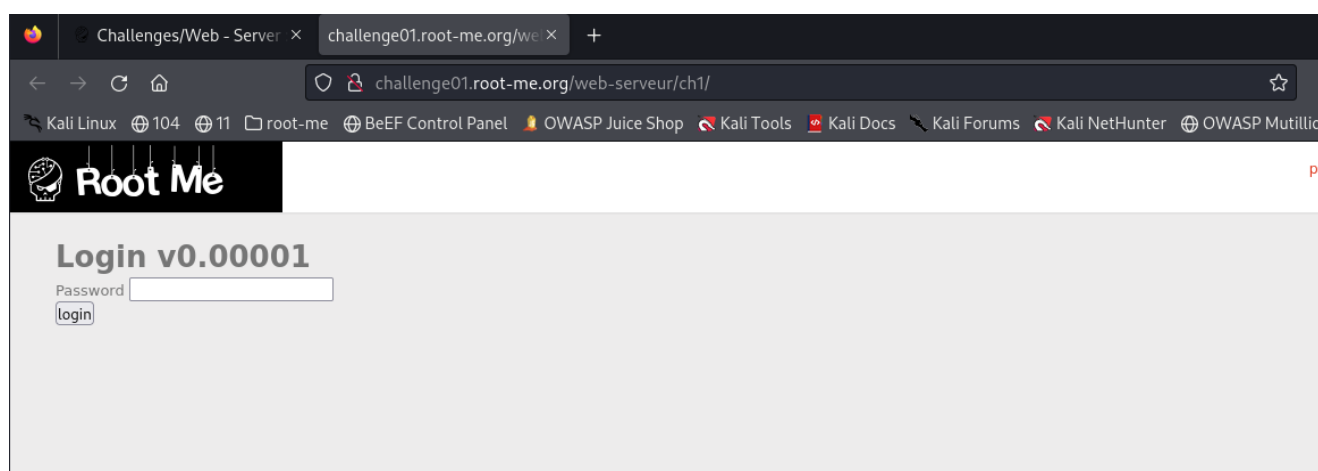 Challenges/Web - Server
challenge01.root-me.org/we
challenge01.root-me.org/web-serveur/ch1/
Kali Linux 104 11 root-me BeEF Control Panel OWASP Juice Shop Kali Tools Kali Docs Kali Forums Kali NetHunter OWASP Mutillid
Root Me
p
Login v0.00001
Password
login